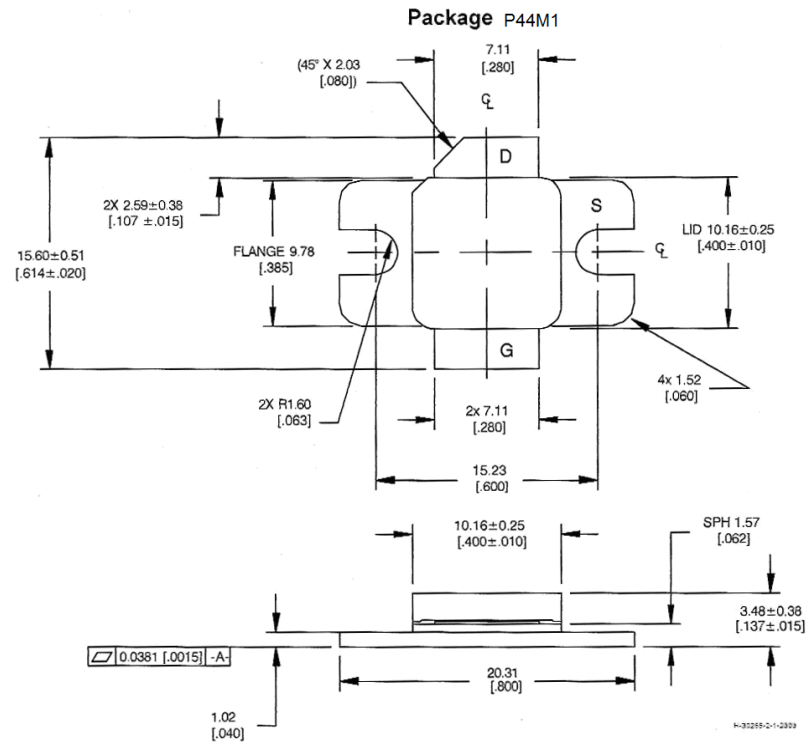 Package P44M1
7.11
[.280]
(45° X 2.03
[.080])
℄
D
2X 2.59±0.38
[.107 ±.015]
S
LID 10.16±0.25
[.400±.010]
FLANGE 9.78
[.385]
℄
15.60±0.51
[.614±.020]
G
4x 1.52
[.060]
2X R1.60
[.063]
2x 7.11
[.280]
15.23
[.600]
10.16±0.25
[.400±.010]
SPH 1.57
[.062]
3.48±0.38
[.137±.015]
0.0381 [.0015] -A-
20.31
[.800]
1.02
[.040]